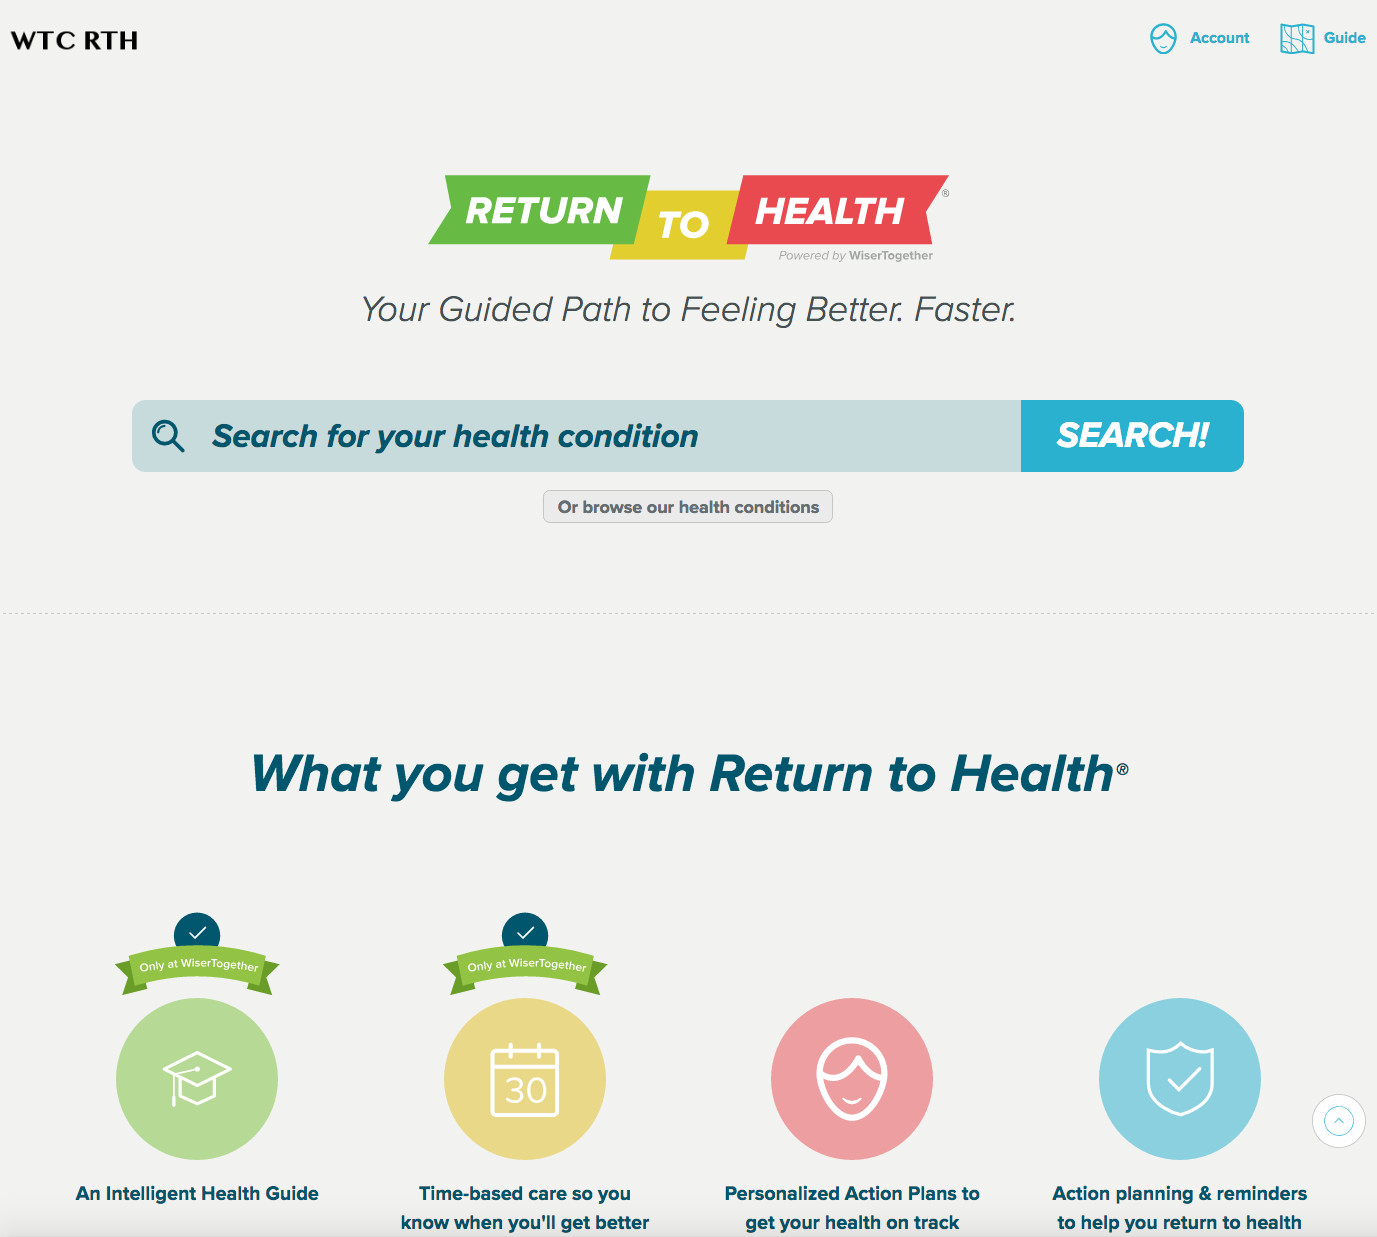 WTC RTH
Account
Guide
RETURN TO HEALTH®
Powered by WiserTogether
Your Guided Path to Feeling Better. Faster.
Search for your health condition
SEARCH!
Or browse our health conditions
What you get with Return to Health®
Only at WiserTogether
Only at WiserTogether
30
An Intelligent Health Guide
Time-based care so you
know when you'll get better
Personalized Action Plans to
get your health on track
Action planning & reminders
to help you return to health